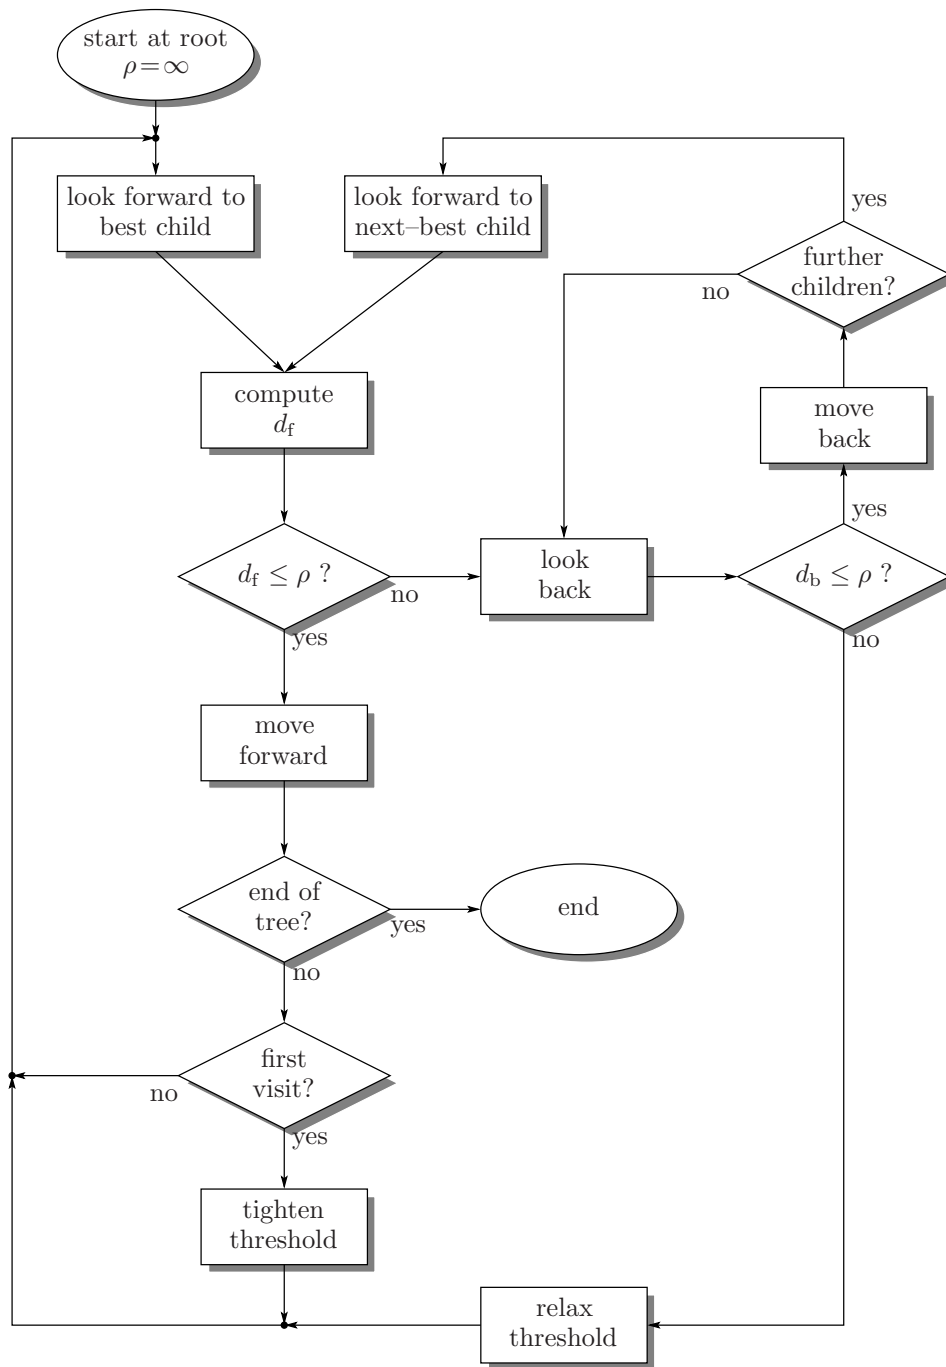 start at root
ρ=∞
look forward to
best child
look forward to
next–best child
yes
further
children?
no
compute
d_f
move
back
yes
d_f ≤ ρ ?
no
look
back
d_b ≤ ρ ?
yes
no
move
forward
end of
tree?
yes
end
no
first
visit?
no
yes
tighten
threshold
relax
threshold